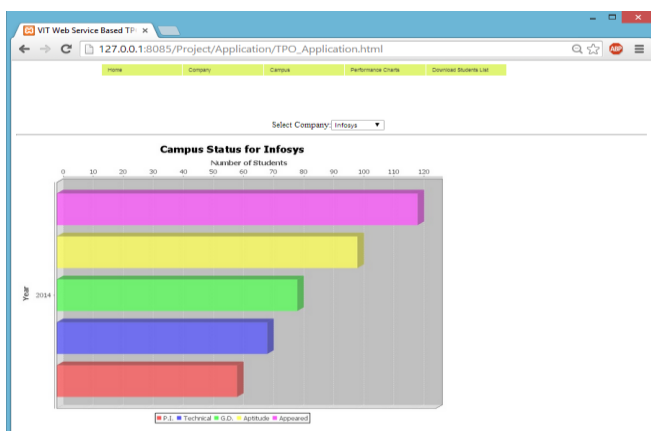 VIT Web Service Based TP
127.0.0.1:8085/Project/Application/TPO_Application.html
ABP
Home Company Campus Performance Charts Download Students List
Select Company: Infosys
Campus Status for Infosys
Number of Students
0 10 20 30 40 50 60 70 80 90 100 110 120
Year
2014
P.I. Technical G.D. Aptitude Appeared